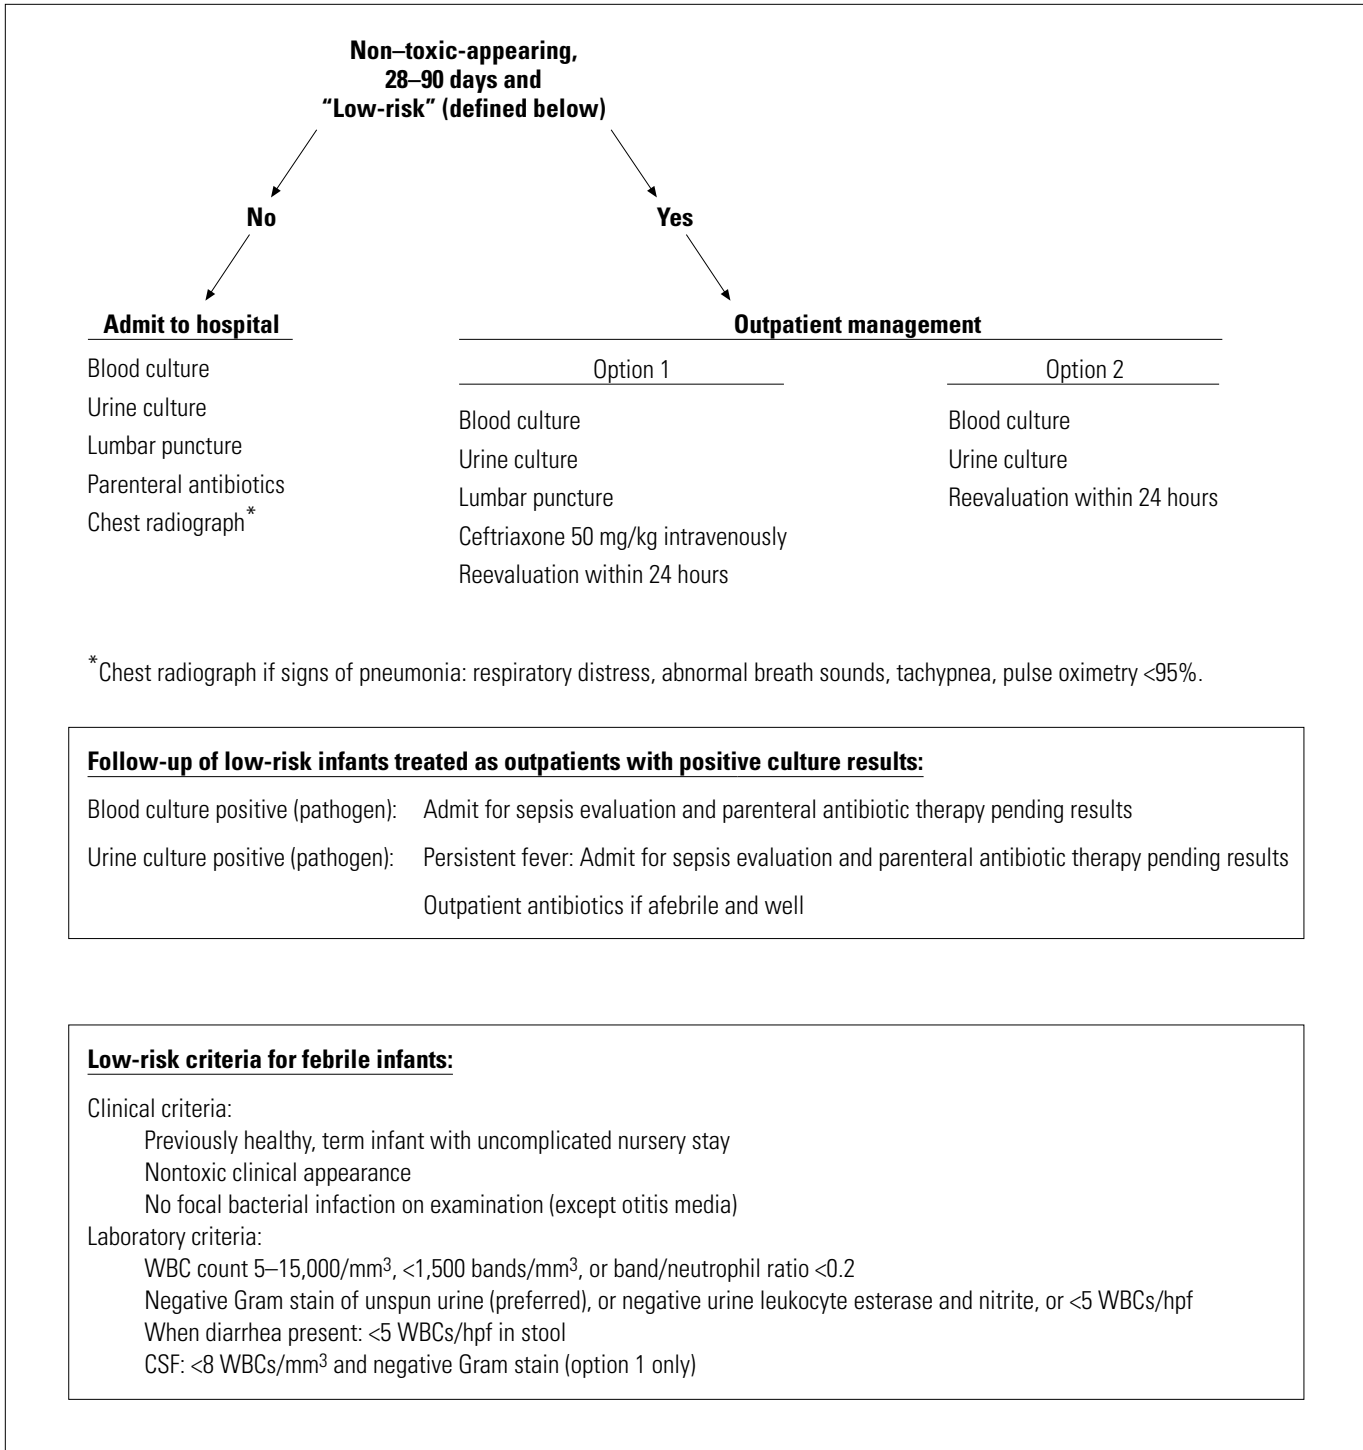 Non–toxic-appearing,
28–90 days and
“Low-risk” (defined below)
No
Yes
Admit to hospital
Blood culture
Urine culture
Lumbar puncture
Parenteral antibiotics
Chest radiograph*
Outpatient management
Option 1
Blood culture
Urine culture
Lumbar puncture
Ceftriaxone 50 mg/kg intravenously
Reevaluation within 24 hours
Option 2
Blood culture
Urine culture
Reevaluation within 24 hours
*Chest radiograph if signs of pneumonia: respiratory distress, abnormal breath sounds, tachypnea, pulse oximetry <95%.
Follow-up of low-risk infants treated as outpatients with positive culture results:
Blood culture positive (pathogen): Admit for sepsis evaluation and parenteral antibiotic therapy pending results
Urine culture positive (pathogen): Persistent fever: Admit for sepsis evaluation and parenteral antibiotic therapy pending results
Outpatient antibiotics if afebrile and well
Low-risk criteria for febrile infants:
Clinical criteria:
Previously healthy, term infant with uncomplicated nursery stay
Nontoxic clinical appearance
No focal bacterial infaction on examination (except otitis media)
Laboratory criteria:
WBC count 5–15,000/mm³, <1,500 bands/mm³, or band/neutrophil ratio <0.2
Negative Gram stain of unspun urine (preferred), or negative urine leukocyte esterase and nitrite, or <5 WBCs/hpf
When diarrhea present: <5 WBCs/hpf in stool
CSF: <8 WBCs/mm³ and negative Gram stain (option 1 only)